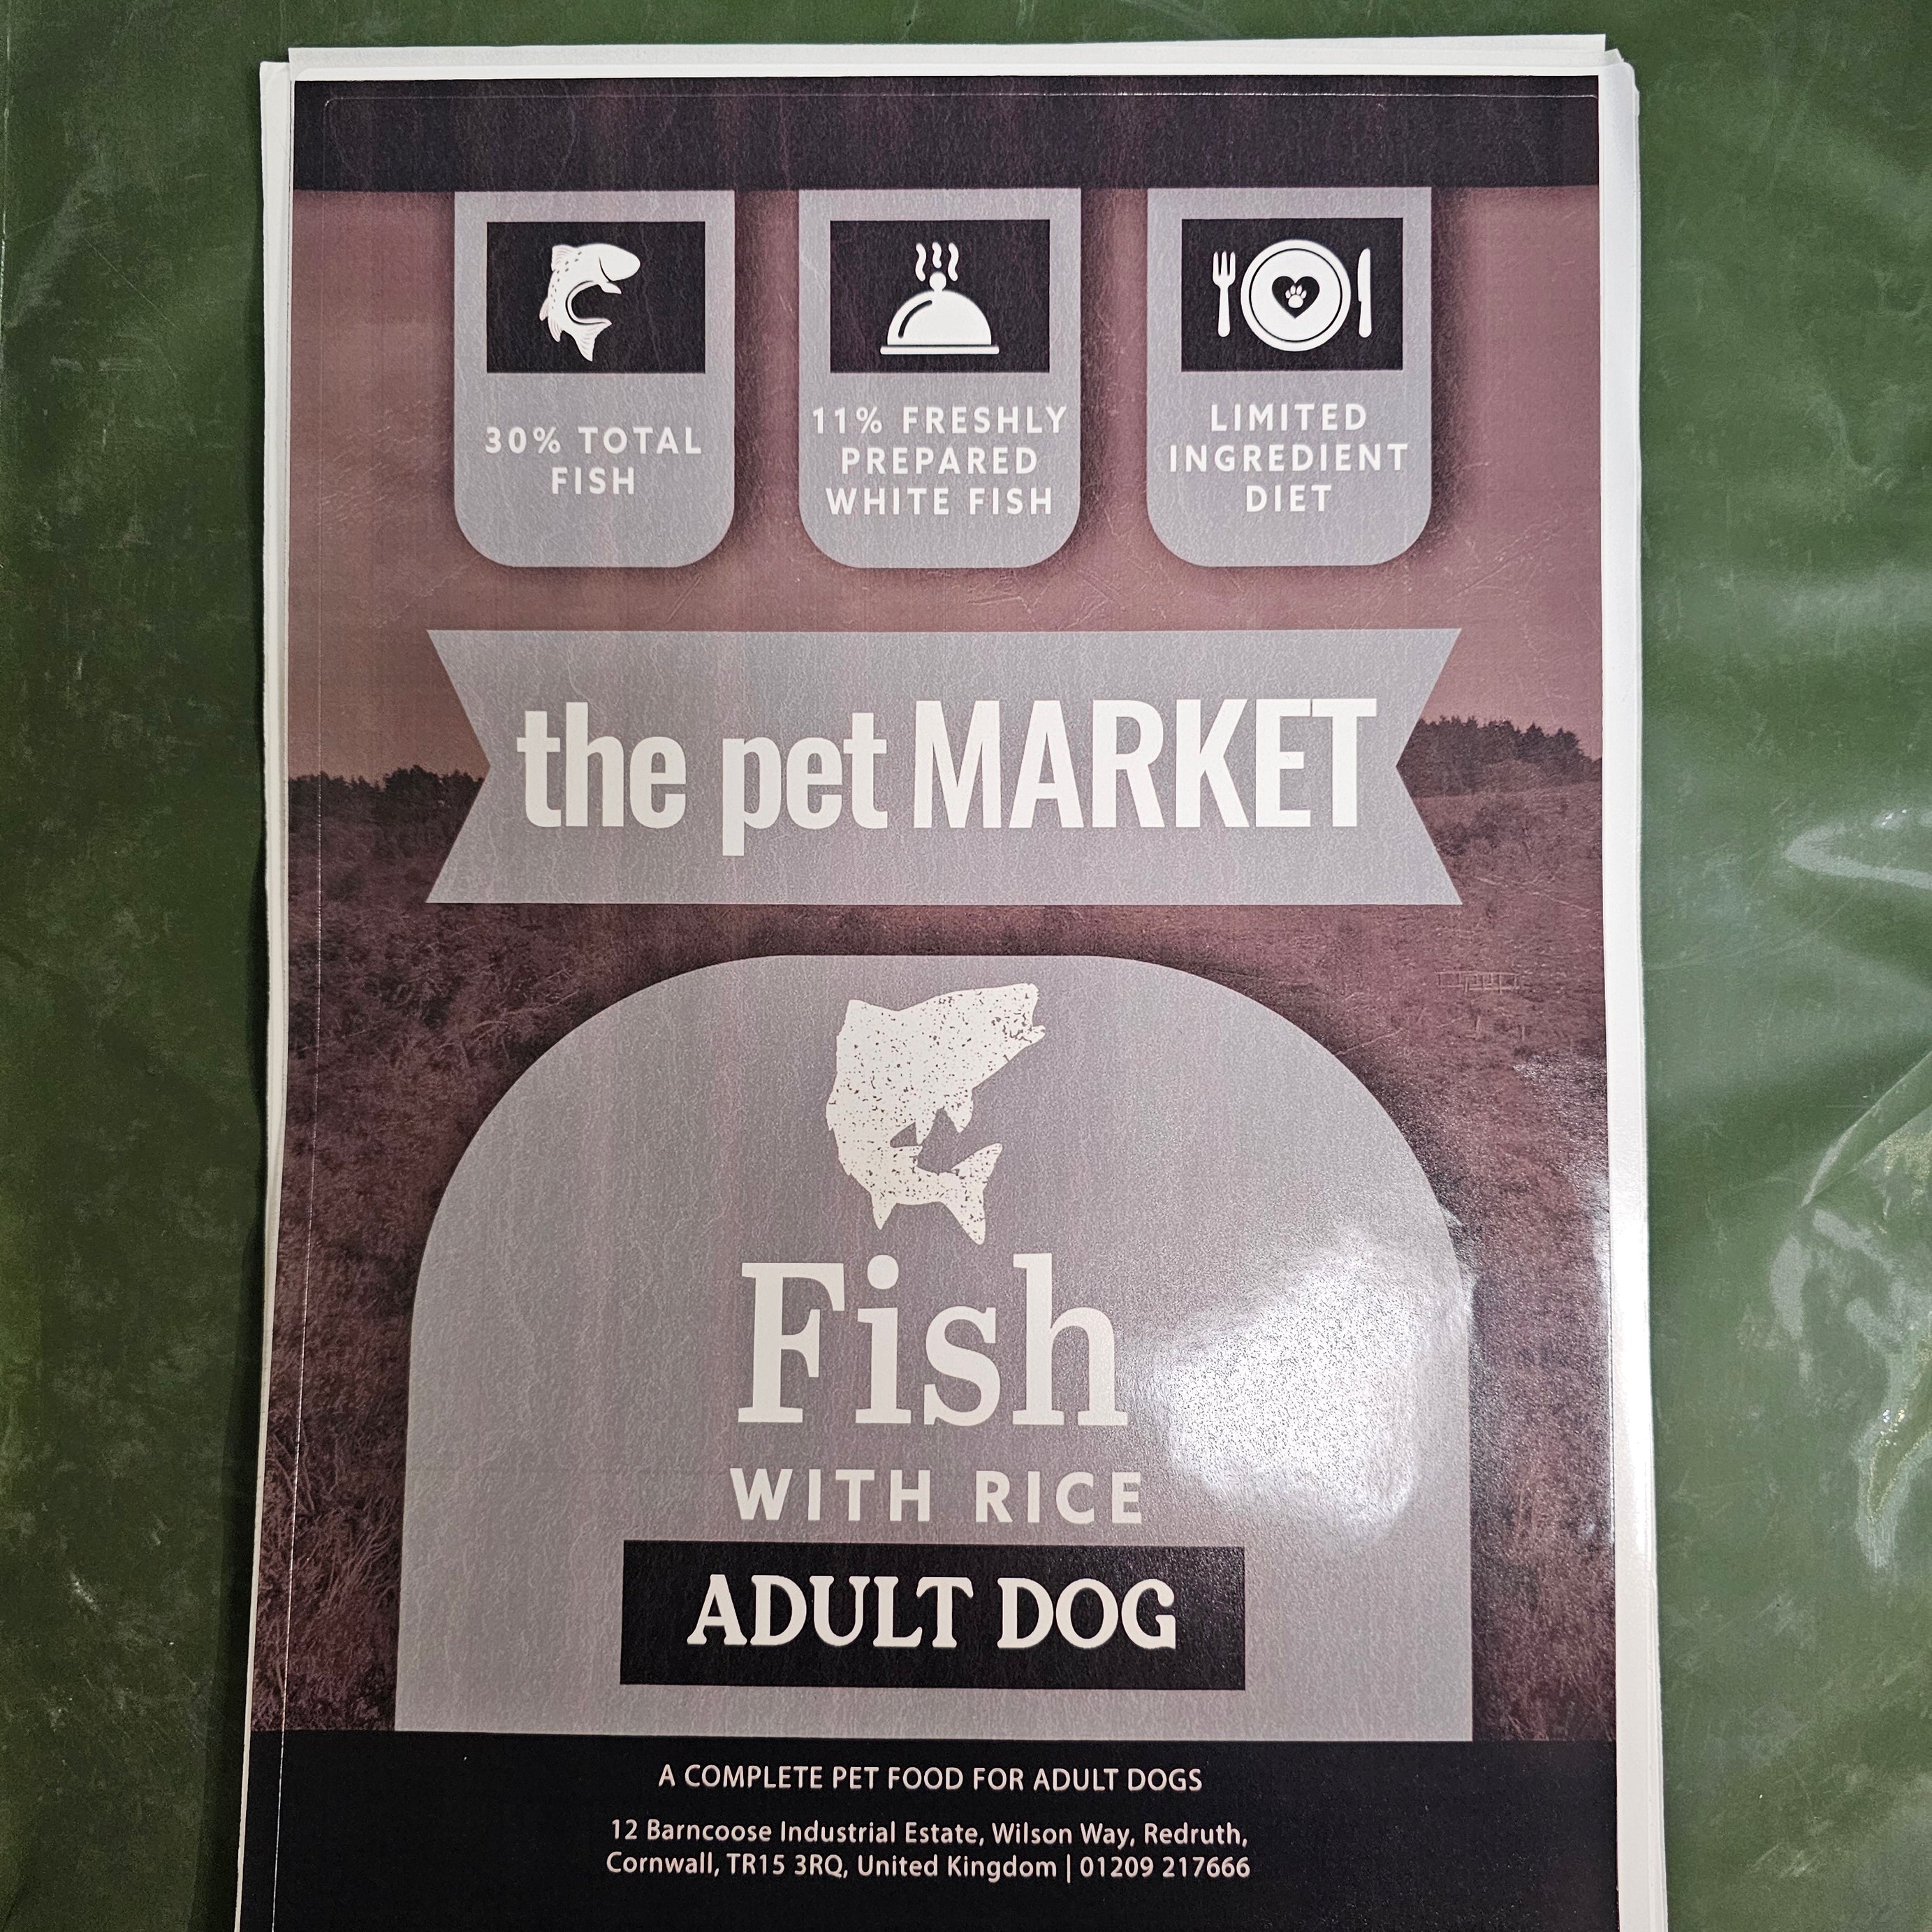 30% TOTAL
FISH
11% FRESHLY
PREPARED
WHITE FISH
LIMITED
INGREDIENT
DIET
the pet MARKET
Fish
WITH RICE
ADULT DOG
A COMPLETE PET FOOD FOR ADULT DOGS
12 Barncoose Industrial Estate, Wilson Way, Redruth,
Cornwall, TR15 3RQ, United Kingdom | 01209 217666